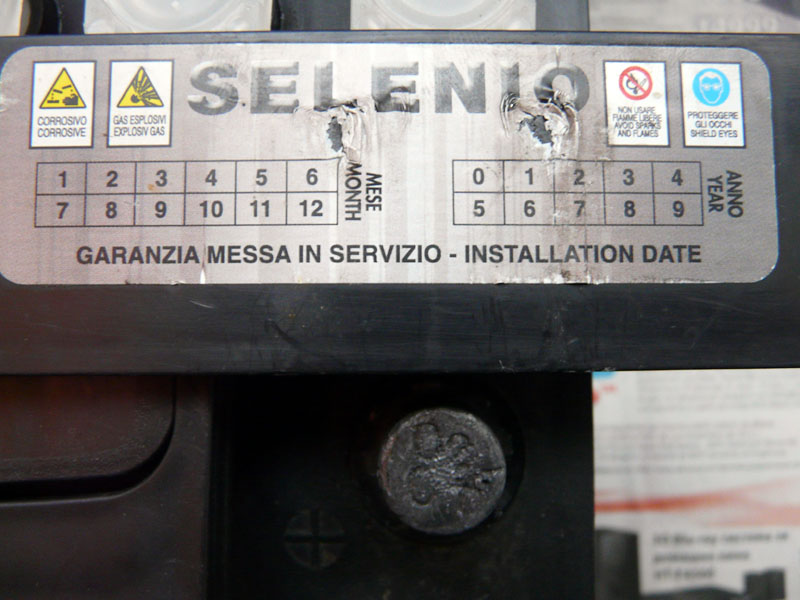 SELENIO
CORROSIVO
CORROSIVE
GAS ESPLOSIVI
EXPLOSIV GAS
NON USARE
FIAMME LIBERE
AVOID SPARKS
AND FLAMES
PROTEGGERE
GLI OCCHI
SHIELD EYES
1 2 3 4 5 6
7 8 9 10 11 12
MESE
MONTH
0 1 2 3 4
5 6 7 8 9
ANNO
YEAR
GARANZIA MESSA IN SERVIZIO - INSTALLATION DATE